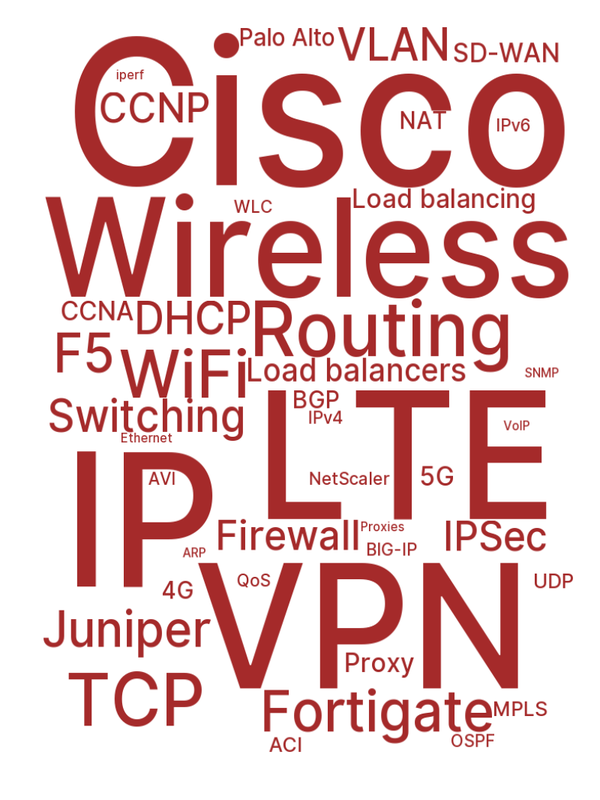 Palo Alto
VLAN
SD-WAN
Cisco
iperf
CCNP
NAT
IPv6
Wireless
WLC
Load balancing
CCNA
DHCP
Routing
F5
WiFi
Load balancers
SNMP
Switching
BGP
IPv4
LTE
VoIP
Ethernet
IP
AVI
NetScaler
5G
Firewall
Proxies
IPSec
ARP
BIG-IP
4G
QoS
VPN
UDP
Juniper
Proxy
TCP
Fortigate
MPLS
ACI
OSPF